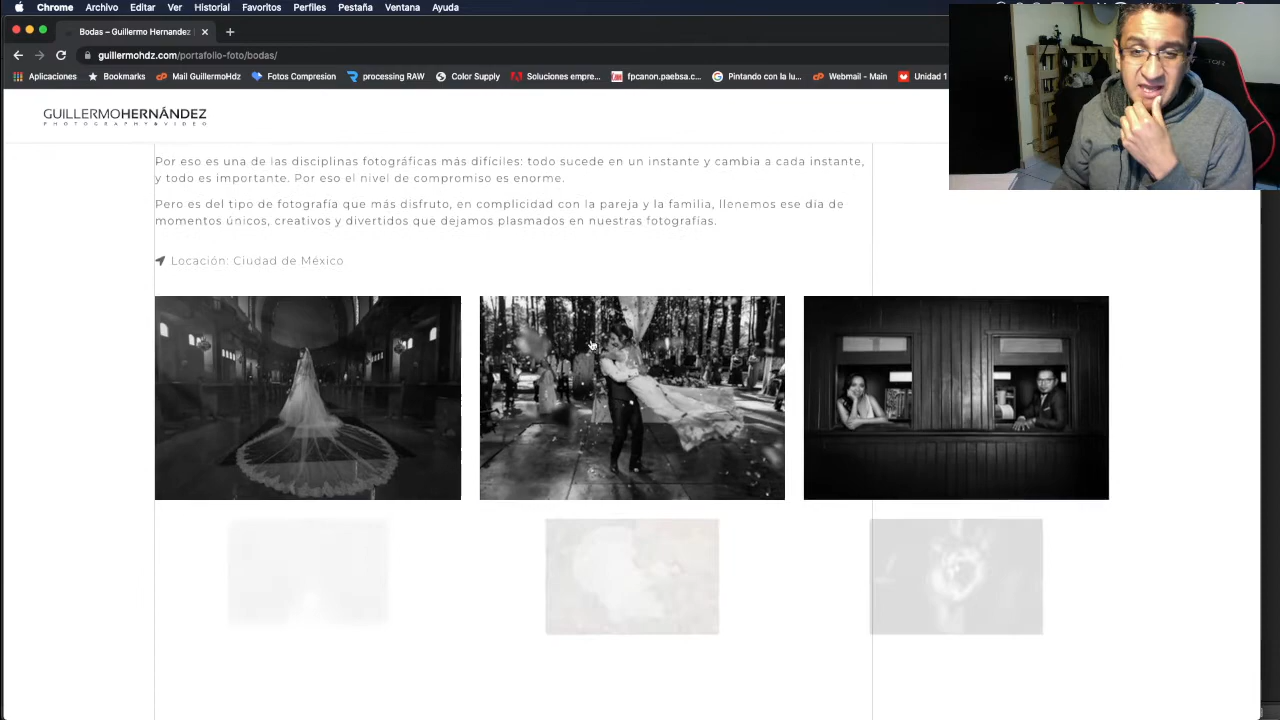 Chrome Archivo Editar Ver Historial Favoritos Perfiles Pestaña Ventana Ayuda
Bodas – Guillermo Hernandez
guillermohdz.com/portafolio-foto/bodas/
Aplicaciones Bookmarks Mail GuillermoHdz Fotos Compresion processing RAW Color Supply Soluciones empre... fpcanon.paebsa.c... Pintando con la lu... Webmail - Main Unidad 1
GUILLERMOHERNÁNDEZ
PHOTOGRAPHY VIDEO
Por eso es una de las disciplinas fotográficas más difíciles: todo sucede en un instante y cambia a cada instante,
y todo es importante. Por eso el nivel de compromiso es enorme.
Pero es del tipo de fotografía que más disfruto, en complicidad con la pareja y la familia, llenemos ese día de
momentos únicos, creativos y divertidos que dejamos plasmados en nuestras fotografías.
Locación: Ciudad de México